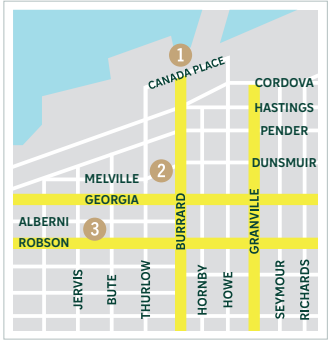 1
CANADA PLACE
CORDOVA
HASTINGS
PENDER
DUNSMUIR
2
MELVILLE
GEORGIA
ALBERNI
3
ROBSON
JERVIS
BUTE
THURLOW
BURRARD
HORNBY
HOWE
GRANVILLE
SEYMOUR
RICHARDS